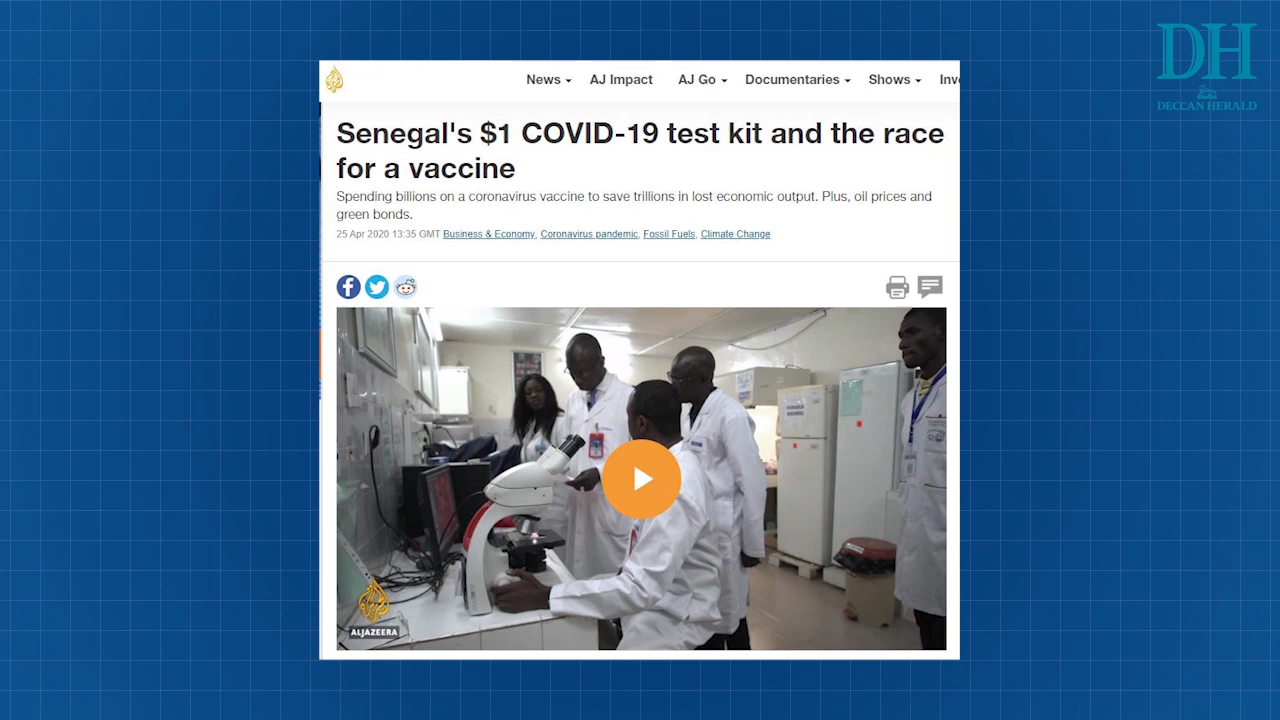 DH
DECCAN HERALD
News AJ Impact AJ Go Documentaries Shows Inv
Senegal's $1 COVID-19 test kit and the race
for a vaccine
Spending billions on a coronavirus vaccine to save trillions in lost economic output. Plus, oil prices and
green bonds.
25 Apr 2020 13:35 GMT Business & Economy, Coronavirus pandemic, Fossil Fuels, Climate Change
ALJAZEERA